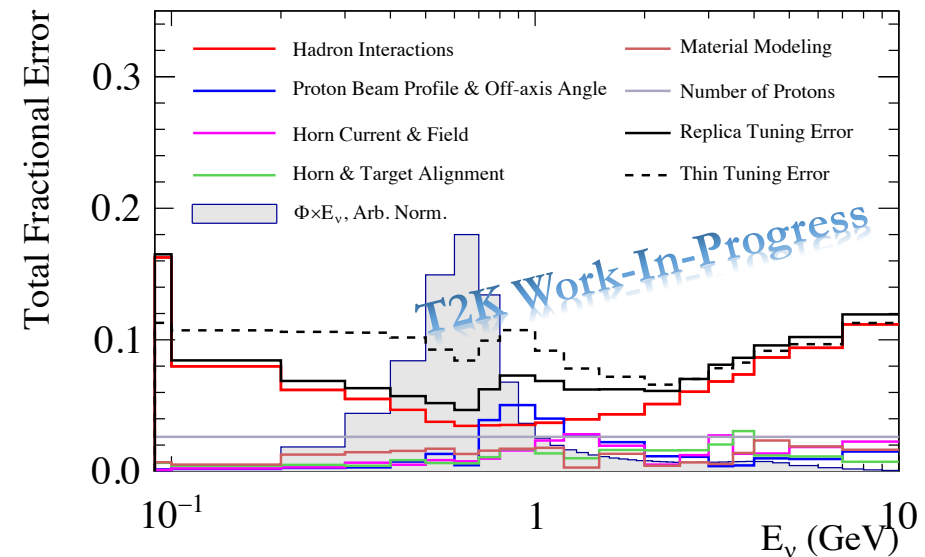 Total Fractional Error
0.3
0.2
0.1
0.0
Hadron Interactions
Proton Beam Profile & Off-axis Angle
Horn Current & Field
Horn & Target Alignment
Φ×Eν, Arb. Norm.
Material Modeling
Number of Protons
Replica Tuning Error
Thin Tuning Error
T2K Work-In-Progress
10⁻¹
1
10
Eν (GeV)